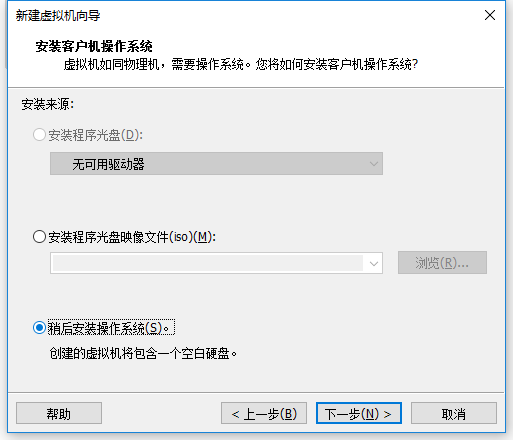 新建虚拟机向导
安装客户机操作系统
虚拟机如同物理机，需要操作系统。您将如何安装客户机操作系统?
安装来源:
安装程序光盘(D):
无可用驱动器
安装程序光盘映像文件(iso)(M):
浏览(R)...
稍后安装操作系统(S)。
创建的虚拟机将包含一个空白硬盘。
帮助 < 上一步(B) 下一步(N) > 取消